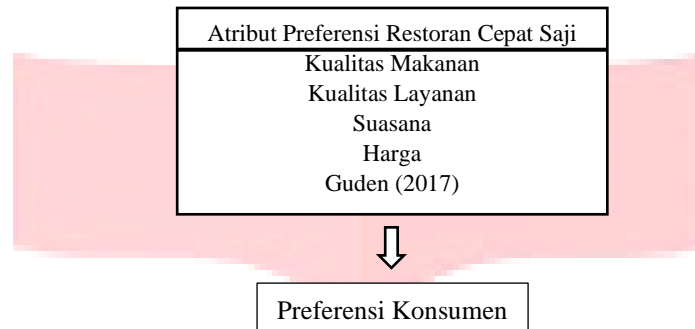 Atribut Preferensi Restoran Cepat Saji
Kualitas Makanan
Kualitas Layanan
Suasana
Harga
Guden (2017)
Preferensi Konsumen